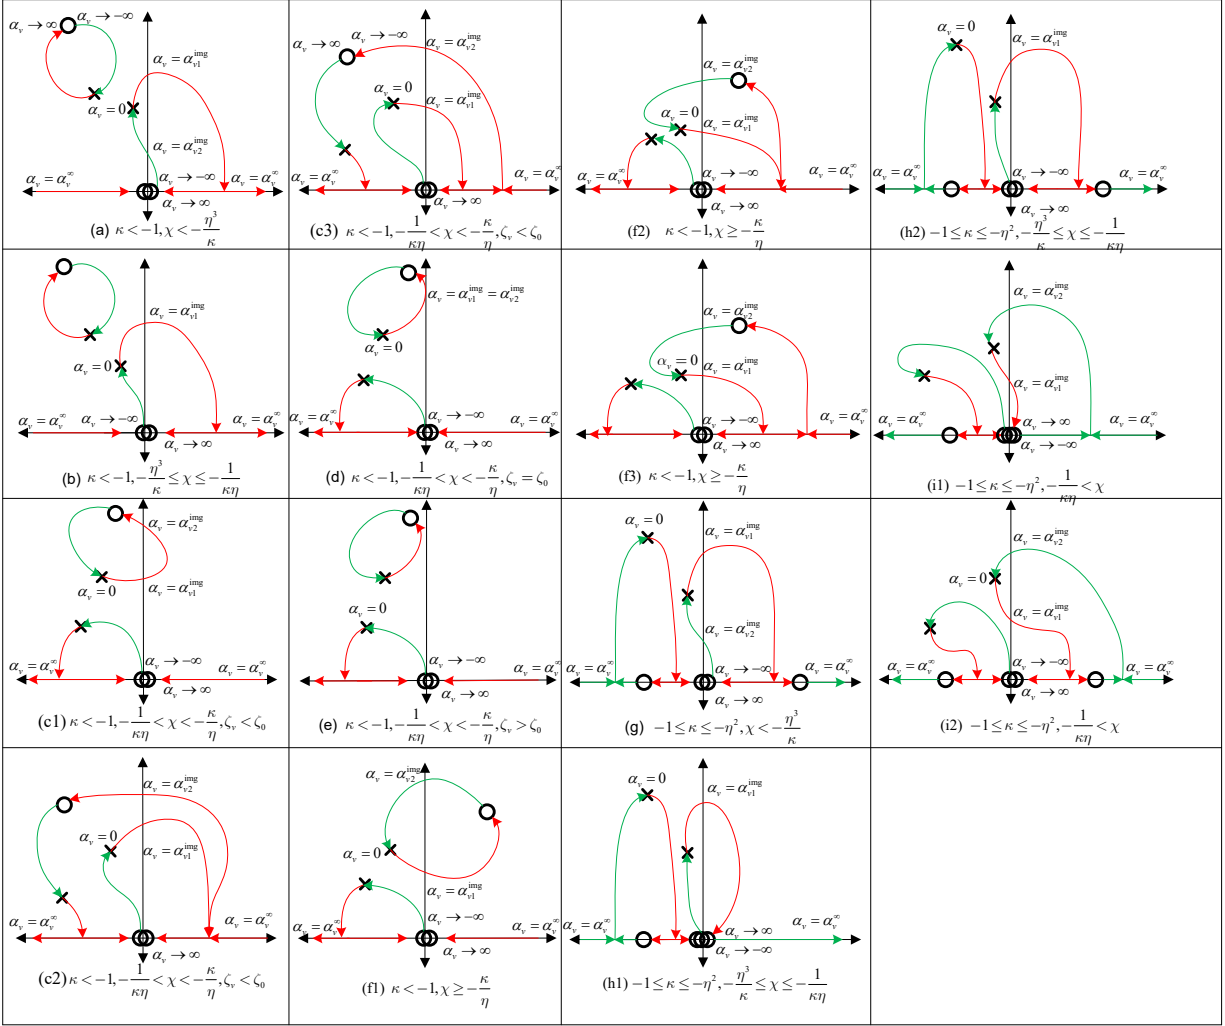 α_v → ∞ α_v → −∞
α_v = α_v1^img
α_v = 0
α_v = α_v2^img
α_v = α_v^∞ α_v → −∞ α_v = α_v^∞
α_v → ∞
(a) κ < −1, χ < −η³/κ
α_v → ∞ α_v → −∞ α_v = α_v2^img
α_v = 0
α_v = α_v1^img
α_v = α_v^∞ α_v → −∞ α_v = α_v^∞
α_v → ∞
(c3) κ < −1, −1/κη < χ < −κ/η, ζ_v < ζ_0
α_v = α_v2^img
α_v = 0
α_v = α_v1^img
α_v = α_v^∞ α_v → −∞ α_v = α_v^∞
α_v → ∞
(f2) κ < −1, χ ≥ −κ/η
α_v = 0
α_v = α_v1^img
α_v = α_v^∞ α_v → −∞ α_v = α_v^∞
α_v → ∞
(h2) −1 ≤ κ ≤ −η², −η³/κ ≤ χ ≤ −1/κη
α_v = α_v1^img
α_v = 0
α_v = α_v^∞ α_v → −∞ α_v = α_v^∞
α_v → ∞
(b) κ < −1, −η³/κ ≤ χ ≤ −1/κη
α_v = α_v1^img = α_v2^img
α_v = 0
α_v = α_v^∞ α_v → −∞ α_v = α_v^∞
α_v → ∞
(d) κ < −1, −1/κη < χ < −κ/η, ζ_v = ζ_0
α_v = α_v2^img
α_v = 0
α_v = α_v1^img
α_v = α_v^∞ α_v → −∞ α_v = α_v^∞
α_v → ∞
(f3) κ < −1, χ ≥ −κ/η
α_v = α_v2^img
α_v = α_v1^img
α_v = α_v^∞ α_v → ∞ α_v = α_v^∞
α_v → −∞
(i1) −1 ≤ κ ≤ −η², −1/κη < χ
α_v = α_v2^img
α_v = 0
α_v = α_v1^img
α_v = α_v^∞ α_v → −∞ α_v = α_v^∞
α_v → ∞
(c1) κ < −1, −1/κη < χ < −κ/η, ζ_v < ζ_0
α_v = 0
α_v = α_v^∞ α_v → −∞ α_v = α_v^∞
α_v → ∞
(e) κ < −1, −1/κη < χ < −κ/η, ζ_v > ζ_0
α_v = 0
α_v = α_v1^img
α_v = α_v2^img
α_v = α_v^∞ α_v → −∞ α_v = α_v^∞
α_v → ∞
(g) −1 ≤ κ ≤ −η², χ < −η³/κ
α_v = α_v2^img
α_v = 0
α_v = α_v1^img
α_v = α_v^∞ α_v → −∞ α_v = α_v^∞
α_v → ∞
(i2) −1 ≤ κ ≤ −η², −1/κη < χ
α_v = α_v2^img
α_v = 0
α_v = α_v1^img
α_v = α_v^∞ α_v = α_v^∞
α_v → ∞
(c2) κ < −1, −1/κη < χ < −κ/η, ζ_v < ζ_0
α_v = α_v2^img
α_v = 0
α_v = α_v1^img
α_v = α_v^∞ α_v → −∞ α_v = α_v^∞
α_v → ∞
(f1) κ < −1, χ ≥ −κ/η
α_v = 0
α_v = α_v1^img
α_v = α_v^∞ α_v → ∞ α_v = α_v^∞
α_v → −∞
(h1) −1 ≤ κ ≤ −η², −η³/κ ≤ χ ≤ −1/κη